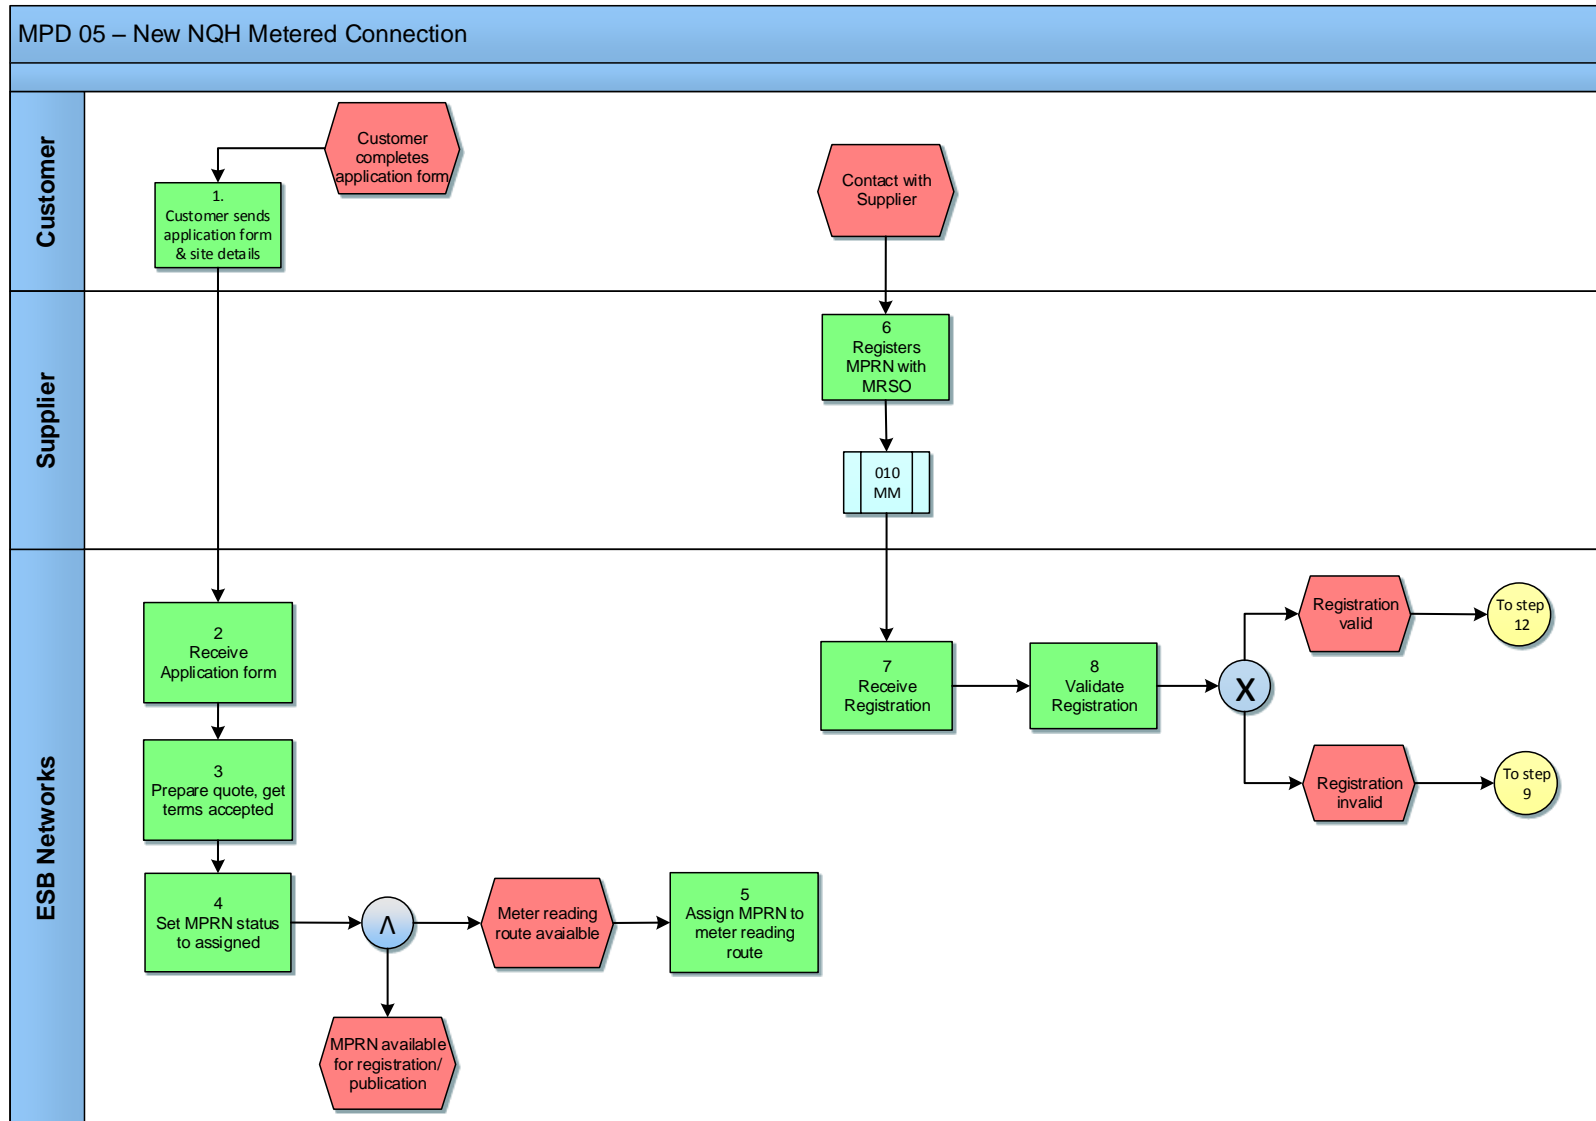 MPD 05 – New NQH Metered Connection
Customer
Customer
completes
application form
1.
Customer sends
application form
& site details
Contact with
Supplier
Supplier
6
Registers
MPRN with
MRSO
010
MM
ESB Networks
2
Receive
Application form
3
Prepare quote, get
terms accepted
4
Set MPRN status
to assigned
Λ
Meter reading
route avaialble
5
Assign MPRN to
meter reading
route
MPRN available
for registration/
publication
7
Receive
Registration
8
Validate
Registration
X
Registration
valid
To step
12
Registration
invalid
To step
9